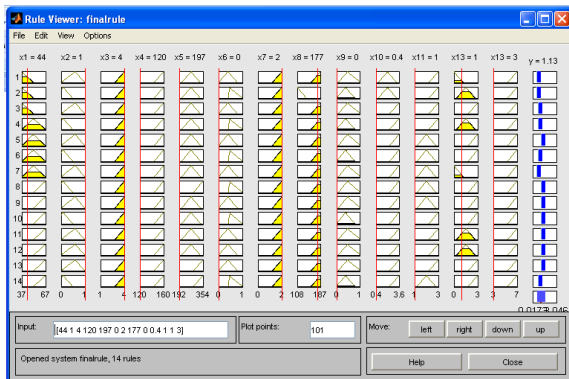 Rule Viewer: finalrule
File Edit View Options
x1 = 44 x2 = 1 x3 = 4 x4 = 120 x5 = 197 x6 = 0 x7 = 2 x8 = 177 x9 = 0 x10 = 0.4 x11 = 1 x13 = 1 x13 = 3 y = 1.13
1
2
3
4
5
6
7
8
9
10
11
12
13
14
37 67 0 1 1 4 120 160 192 354 0 2 0 2 108 187 0 1 0.4 3.6 1 3 0 3 3 7
Input: [44 1 4 120 197 0 2 177 0 0.4 1 1 3] Plot points: 101 Move: left right down up
Opened system finalrule, 14 rules
Help Close